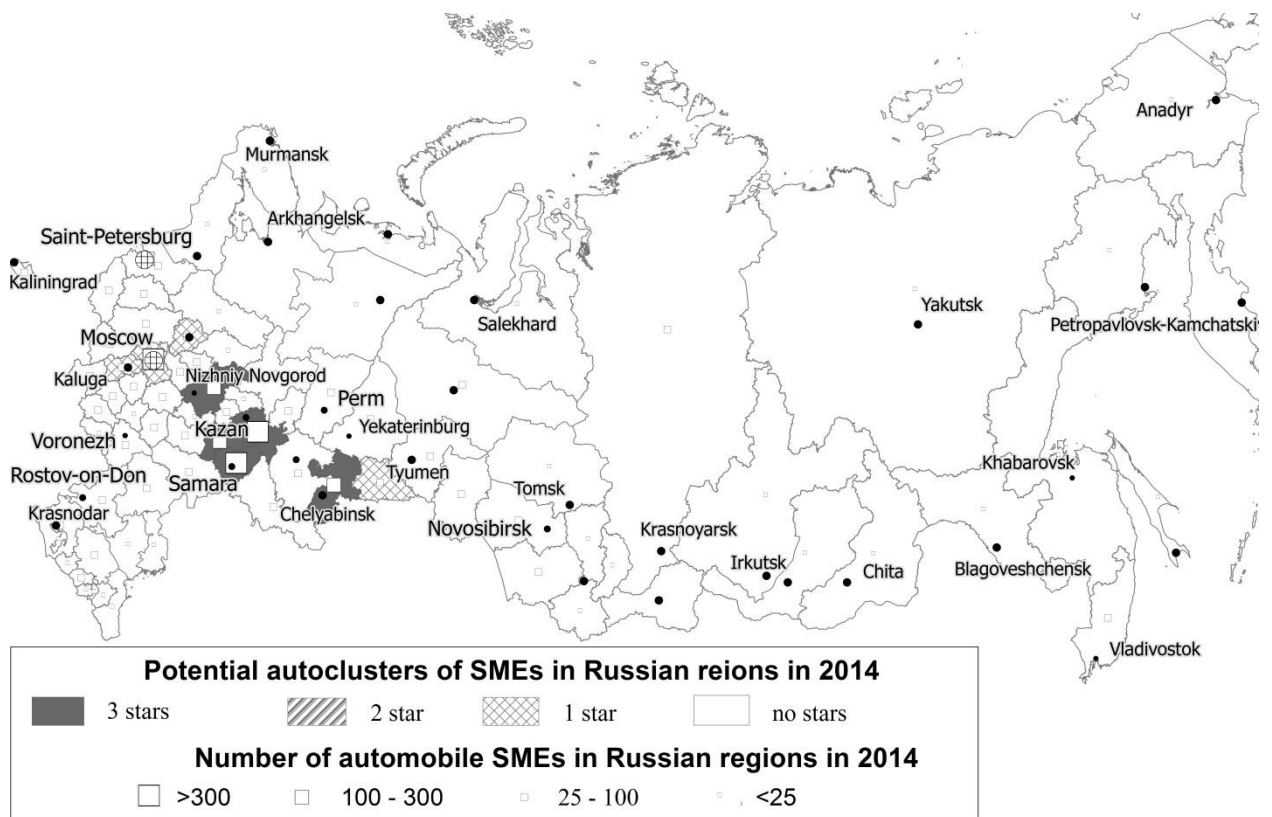 Anadyr
Murmansk
Arkhangelsk
Saint-Petersburg
Kaliningrad
Salekhard
Yakutsk
Petropavlovsk-Kamchatskiy
Moscow
Kaluga
Nizhniy Novgorod
Perm
Kazan
Yekaterinburg
Voronezh
Tyumen
Khabarovsk
Rostov-on-Don
Samara
Tomsk
Krasnodar
Chelyabinsk
Novosibirsk
Krasnoyarsk
Irkutsk
Chita
Blagoveshchensk
Vladivostok
Potential autoclusters of SMEs in Russian reions in 2014
3 stars 2 star 1 star no stars
Number of automobile SMEs in Russian regions in 2014
>300 100 - 300 25 - 100 <25